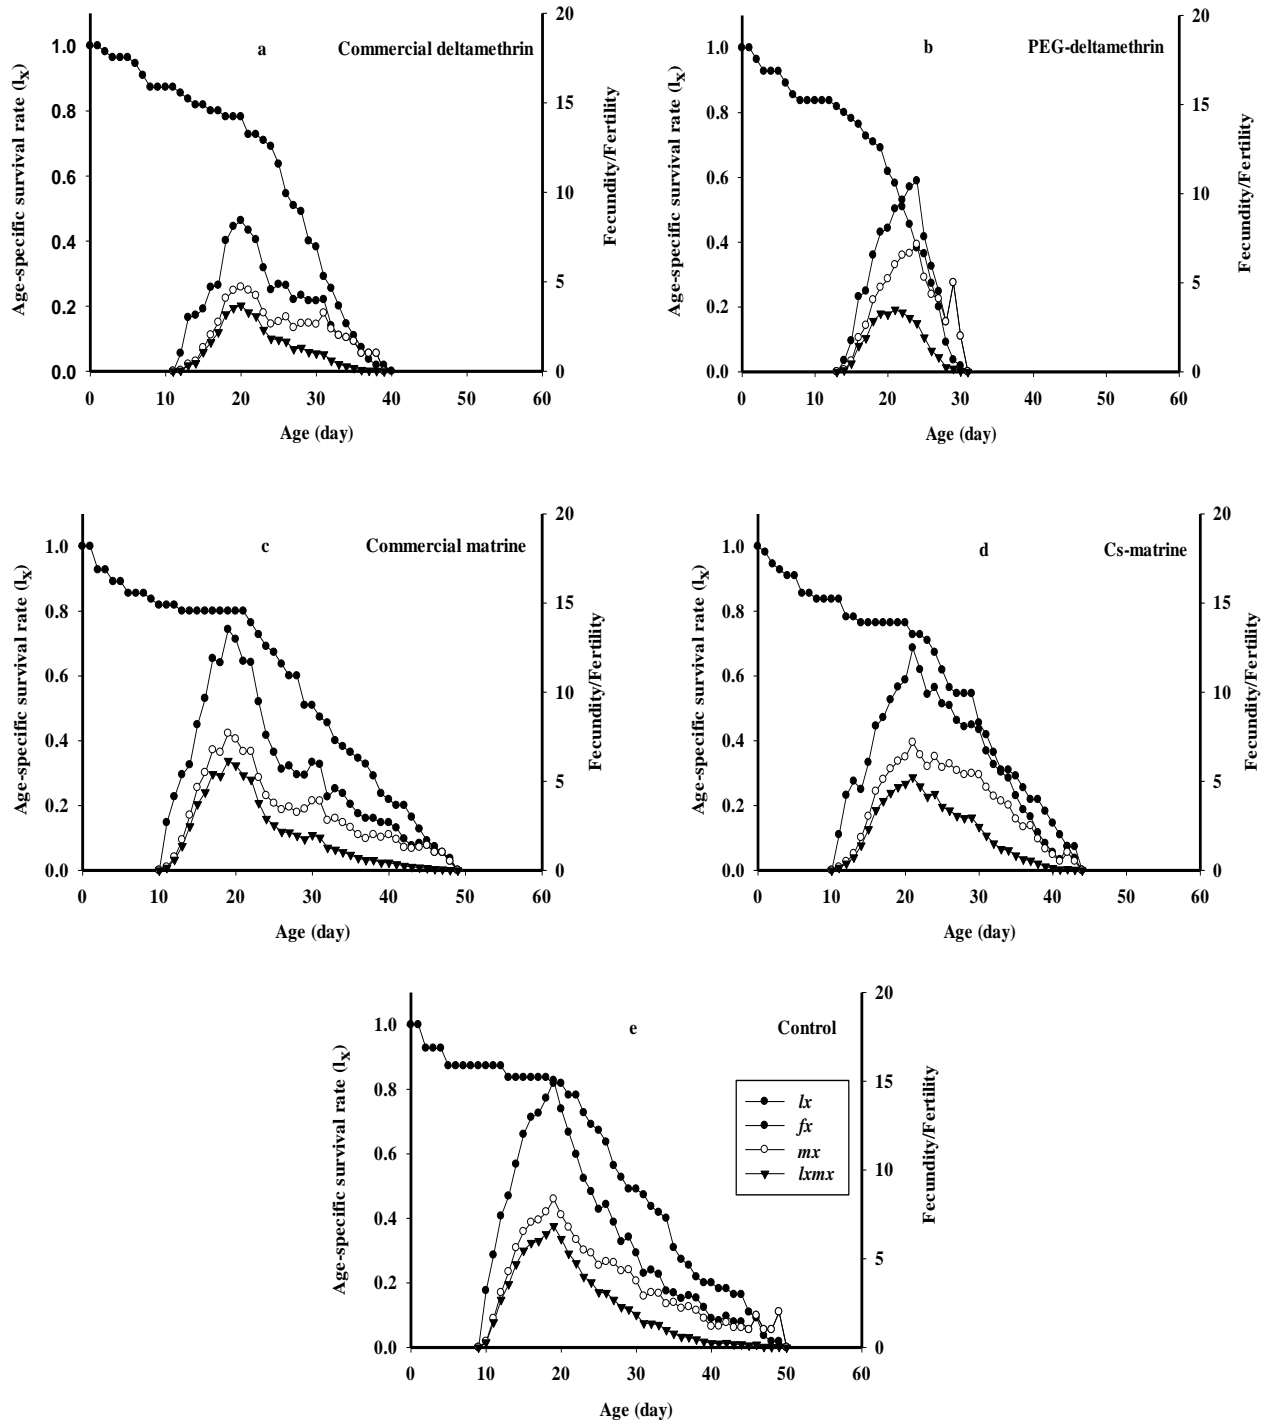 a
Commercial deltamethrin
Age-specific survival rate (lx)
Fecundity/Fertility
1.0
0.8
0.6
0.4
0.2
0.0
20
15
10
5
0
0 10 20 30 40 50 60
Age (day)
b
PEG-deltamethrin
Age-specific survival rate (lx)
Fecundity/Fertility
1.0
0.8
0.6
0.4
0.2
0.0
20
15
10
5
0
0 10 20 30 40 50 60
Age (day)
c
Commercial matrine
Age-specific survival rate (lx)
Fecundity/Fertility
1.0
0.8
0.6
0.4
0.2
0.0
20
15
10
5
0
0 10 20 30 40 50 60
Age (day)
d
Cs-matrine
Age-specific survival rate (lx)
Fecundity/Fertility
1.0
0.8
0.6
0.4
0.2
0.0
20
15
10
5
0
0 10 20 30 40 50 60
Age (day)
e
Control
Age-specific survival rate (lx)
Fecundity/Fertility
1.0
0.8
0.6
0.4
0.2
0.0
20
15
10
5
0
lx
fx
mx
lxmx
0 10 20 30 40 50 60
Age (day)